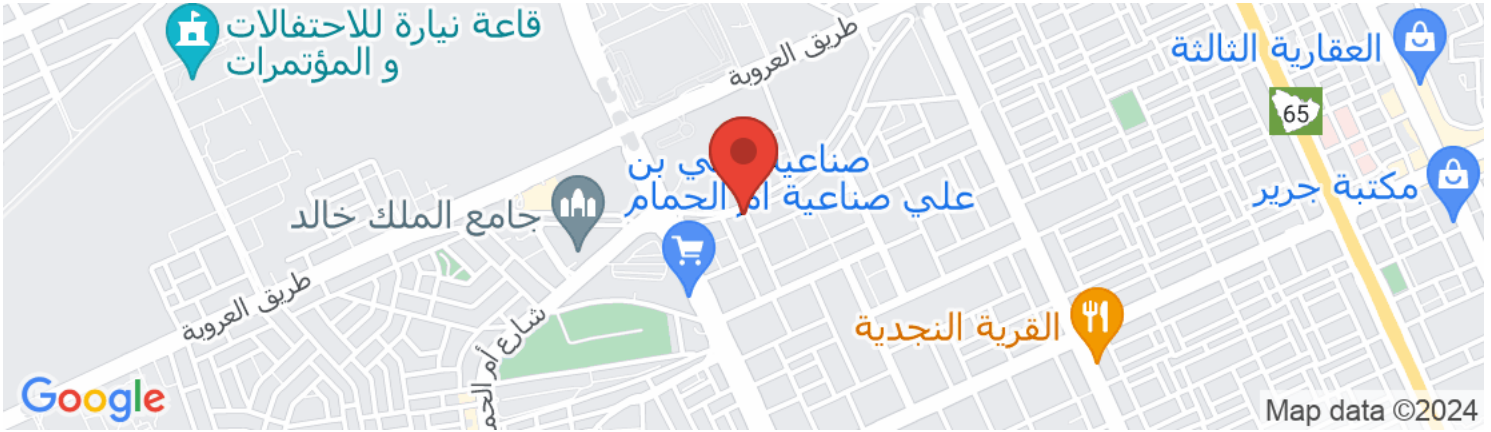 قاعة نيارة للاحتفالات
و المؤتمرات
طريق العروبة
العقارية الثالثة
65
صناعية بن
علي صناعية أم الحمام
مكتبة جرير
جامع الملك خالد
طريق العروبة
شارع أم
القرية النجدية
Google
Map data ©2024